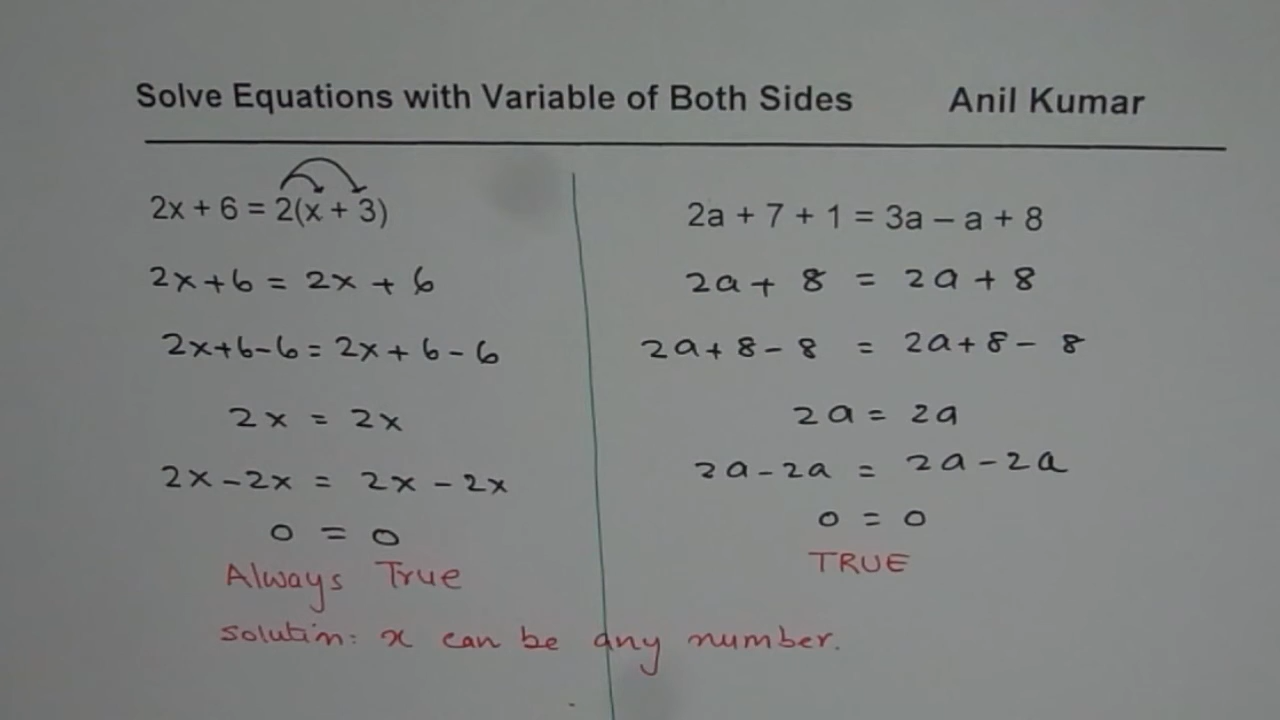 Solve Equations with Variable of Both Sides Anil Kumar
2x + 6 = 2(x + 3)
2x+6 = 2x + 6
2x+6-6 = 2x + 6 - 6
2x = 2x
2x - 2x = 2x - 2x
0 = 0
Always True
2a + 7 + 1 = 3a – a + 8
2a + 8 = 2a + 8
2a+8-8 = 2a+8- 8
2a = 2a
2a-2a = 2a-2a
0 = 0
TRUE
Solutin: x can be any number.